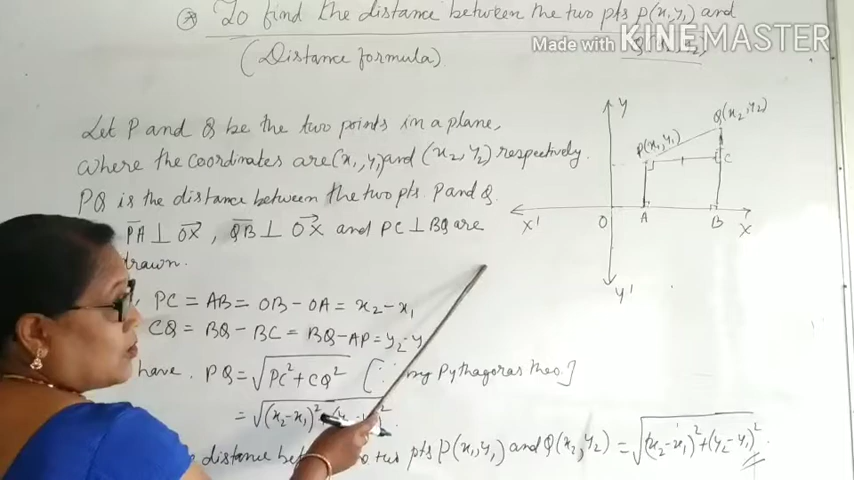 To find the distance between the two pts P(x₁,y₁) and
Made with KINEMASTER
(Distance formula)
Let P and Q be the two points in a plane,
where the coordinates are (x₁,y₁) and (x₂,y₂) respectively.
PQ is the distance between the two pts. P and Q.
PA ⊥ OX, QB ⊥ OX and PC ⊥ BQ are
drawn.
PC = AB = OB - OA = x₂ - x₁
CQ = BQ - BC = BQ - AP = y₂ - y
have. PQ = √PC² + CQ² [∵ by Pythagoras theo.]
= √(x₂-x₁)²
distance two pts P(x₁,y₁) and Q(x₂,y₂) = √(x₂-x₁)²+(y₂-y₁)².
Y
Q(x₂,y₂)
P(x₁,y₁)
C
X' O A B X
Y'